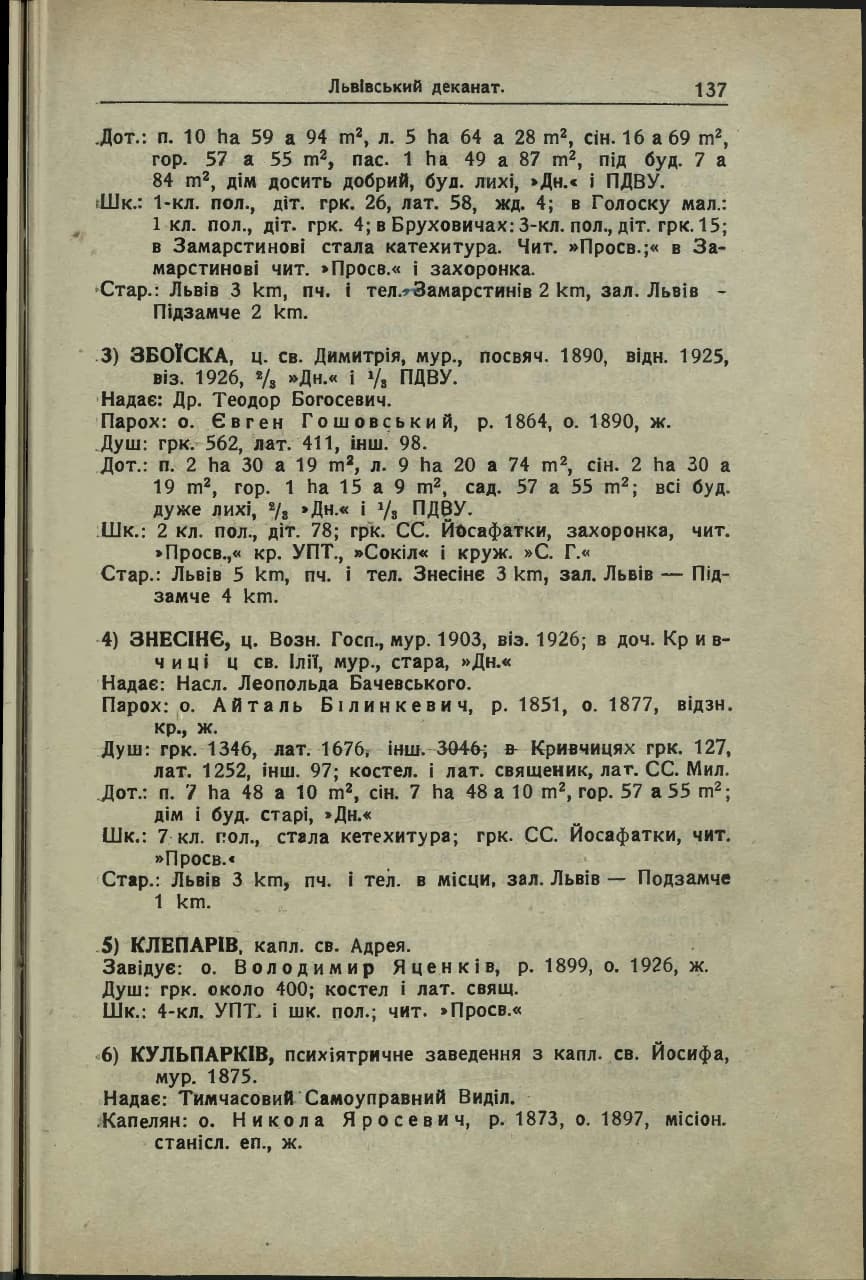 Львівський деканат. 137
Дот.: п. 10 ha 59 a 94 m², л. 5 ha 64 a 28 m², сін. 16 a 69 m²,
гор. 57 a 55 m², пас. 1 ha 49 a 87 m², під буд. 7 a
84 m², дім досить добрий, буд. лихі, »Дн.« і ПДВУ.
Шк.: 1-кл. пол., діт. грк. 26, лат. 58, жд. 4; в Голоску мал.:
1 кл. пол., діт. грк. 4; в Бруховичах: 3-кл. пол., діт. грк. 15;
в Замарстинові стала катехитура. Чит. »Просв.;« в За-
марстинові чит. »Просв.« і захоронка.
Стар.: Львів 3 km, пч. і тел. Замарстинів 2 km, зал. Львів -
Підзамче 2 km.
3) ЗБОЇСКА, ц. св. Димитрія, мур., посвяч. 1890, відн. 1925,
віз. 1926, ²/₃ »Дн.« і ¹/₃ ПДВУ.
Надає: Др. Теодор Богосевич.
Парох: о. Євген Гошовський, р. 1864, о. 1890, ж.
Душ: грк. 562, лат. 411, інш. 98.
Дот.: п. 2 ha 30 a 19 m², л. 9 ha 20 a 74 m², сін. 2 ha 30 a
19 m², гор. 1 ha 15 a 9 m², сад. 57 a 55 m²; всі буд.
дуже лихі, ²/₃ »Дн.« і ¹/₃ ПДВУ.
Шк.: 2 кл. пол., діт. 78; грк. СС. Йосафатки, захоронка, чит.
»Просв.,« кр. УПТ., »Сокіл« і круж. »С. Г.«
Стар.: Львів 5 km, пч. і тел. Знесінє 3 km, зал. Львів — Під-
замче 4 km.
4) ЗНЕСІНЄ, ц. Возн. Госп., мур. 1903, віз. 1926; в доч. Крив-
чиці ц св. Ілії, мур., стара, »Дн.«
Надає: Насл. Леопольда Бачевського.
Парох: о. Айталь Білинкевич, р. 1851, о. 1877, відзн.
кр., ж.
Душ: грк. 1346, лат. 1676, інш. 3046; в Кривчицях грк. 127,
лат. 1252, інш. 97; костел. і лат. священик, лат. СС. Мил.
Дот.: п. 7 ha 48 a 10 m², сін. 7 ha 48 a 10 m², гор. 57 a 55 m²;
дім і буд. старі, »Дн.«
Шк.: 7 кл. пол., стала кетехитура; грк. СС. Йосафатки, чит.
»Просв.«
Стар.: Львів 3 km, пч. і тел. в місци, зал. Львів — Подзамче
1 km.
5) КЛЕПАРІВ, капл. св. Адрея.
Завідує: о. Володимир Яценків, р. 1899, о. 1926, ж.
Душ: грк. около 400; костел і лат. свящ.
Шк.: 4-кл. УПТ. і шк. пол.; чит. »Просв.«
6) КУЛЬПАРКІВ, психіятричне заведення з капл. св. Йосифа,
мур. 1875.
Надає: Тимчасовий Самоуправний Виділ.
Капелян: о. Никола Яросевич, р. 1873, о. 1897, місіон.
станісл. еп., ж.